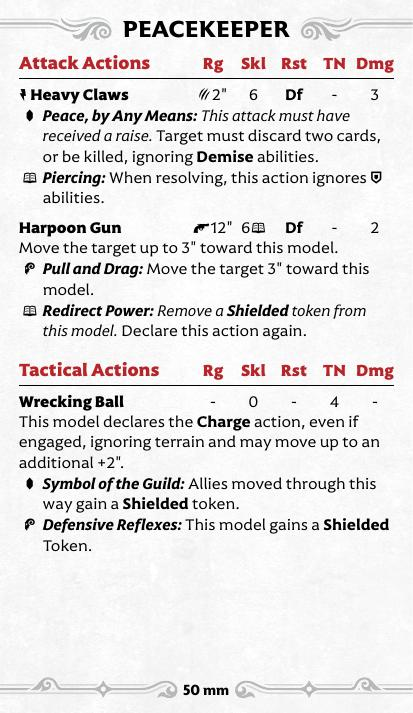 PEACEKEEPER
Attack Actions Rg Skl Rst TN Dmg
Heavy Claws 2" 6 Df - 3
Peace, by Any Means: This attack must have
received a raise. Target must discard two cards,
or be killed, ignoring Demise abilities.
Piercing: When resolving, this action ignores
abilities.
Harpoon Gun 12" 6 Df - 2
Move the target up to 3" toward this model.
Pull and Drag: Move the target 3" toward this
model.
Redirect Power: Remove a Shielded token from
this model. Declare this action again.
Tactical Actions Rg Skl Rst TN Dmg
Wrecking Ball - 0 - 4 -
This model declares the Charge action, even if
engaged, ignoring terrain and may move up to an
additional +2".
Symbol of the Guild: Allies moved through this
way gain a Shielded token.
Defensive Reflexes: This model gains a Shielded
Token.
50 mm